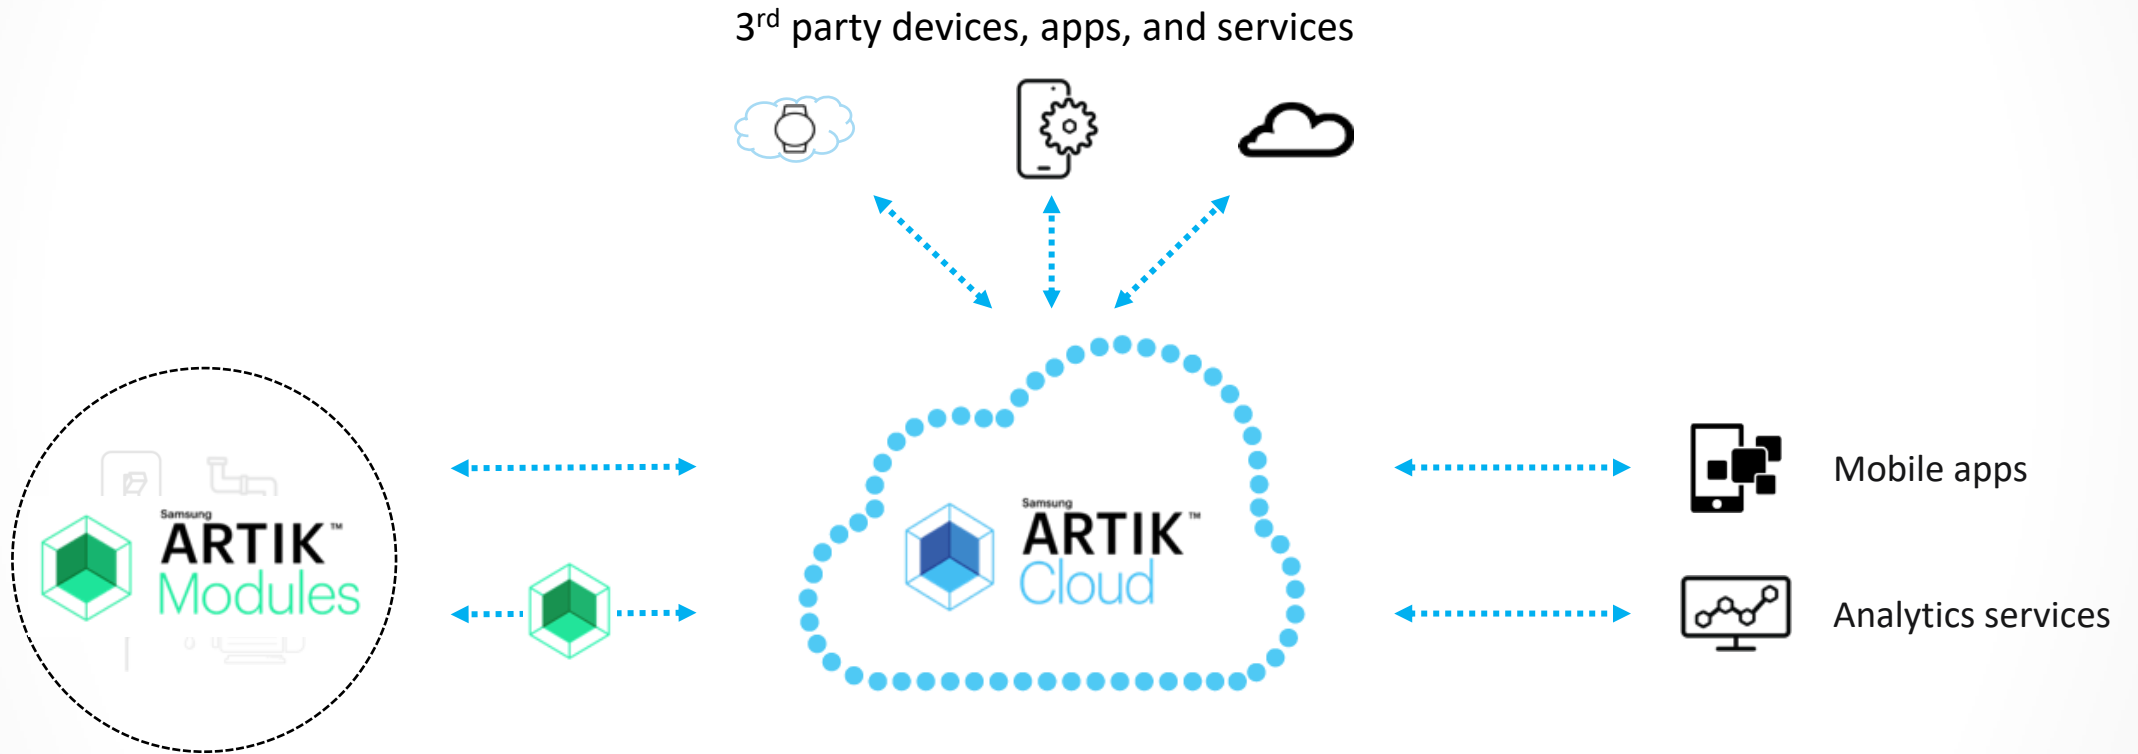 3rd party devices, apps, and services
Samsung
ARTIK™
Modules
Samsung
ARTIK™
Cloud
Mobile apps
Analytics services